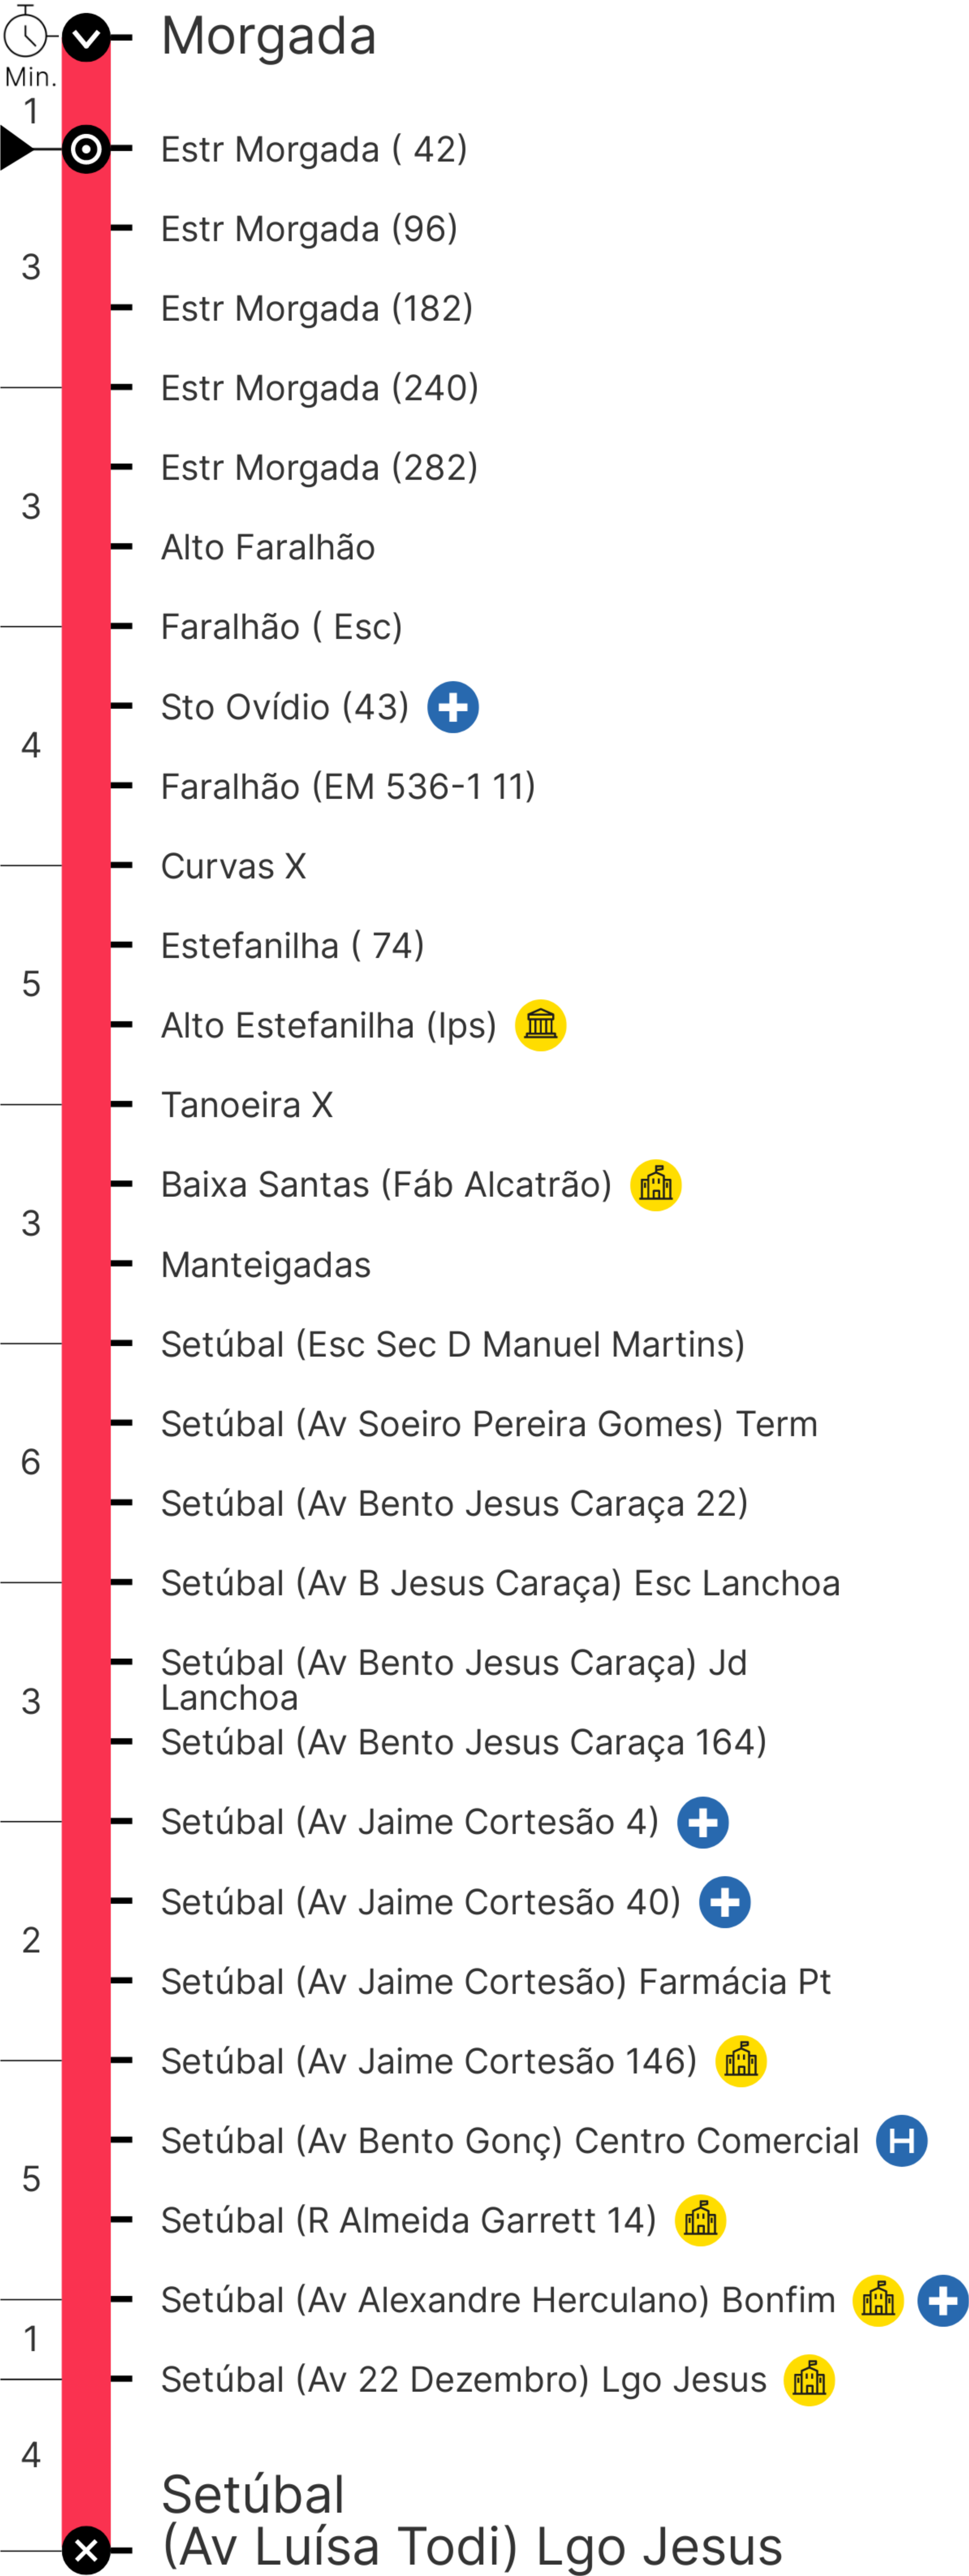 Morgada
Min.
1
Estr Morgada ( 42)
Estr Morgada (96)
3
Estr Morgada (182)
Estr Morgada (240)
Estr Morgada (282)
3
Alto Faralhão
Faralhão ( Esc)
Sto Ovídio (43)
4
Faralhão (EM 536-1 11)
Curvas X
Estefanilha ( 74)
5
Alto Estefanilha (Ips)
Tanoeira X
Baixa Santas (Fáb Alcatrão)
3
Manteigadas
Setúbal (Esc Sec D Manuel Martins)
Setúbal (Av Soeiro Pereira Gomes) Term
6
Setúbal (Av Bento Jesus Caraça 22)
Setúbal (Av B Jesus Caraça) Esc Lanchoa
Setúbal (Av Bento Jesus Caraça) Jd
Lanchoa
3
Setúbal (Av Bento Jesus Caraça 164)
Setúbal (Av Jaime Cortesão 4)
Setúbal (Av Jaime Cortesão 40)
2
Setúbal (Av Jaime Cortesão) Farmácia Pt
Setúbal (Av Jaime Cortesão 146)
Setúbal (Av Bento Gonç) Centro Comercial H
5
Setúbal (R Almeida Garrett 14)
Setúbal (Av Alexandre Herculano) Bonfim
1
Setúbal (Av 22 Dezembro) Lgo Jesus
4
Setúbal
(Av Luísa Todi) Lgo Jesus